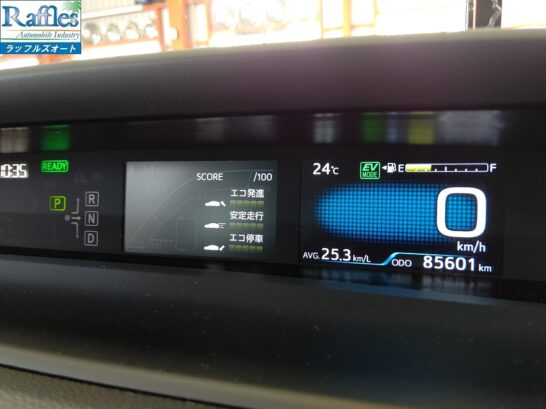 Raffles
Automobile Industry
ラッフルズオート
10:35
READY
P
R
N
D
SCORE /100
エコ発進
安定走行
エコ停車
24℃
EV MODE
E F
0
km/h
AVG. 25.3 km/L
ODO 85601 km